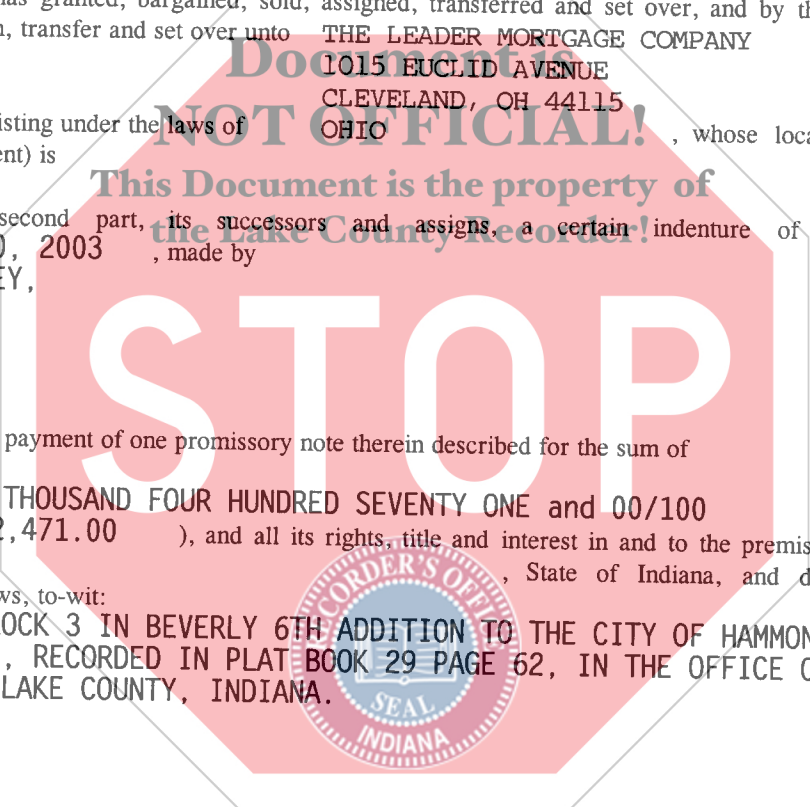 as granted, bargained, sold, assigned, transferred and set over, and by th
, transfer and set over unto THE LEADER MORTGAGE COMPANY
Document is
1015 EUCLID AVENUE
CLEVELAND, OH 44115
NOT OFFICIAL!
isting under the laws of OHIO , whose loca
ent) is
This Document is the property of
the Lake County Recorder!
second part, its successors and assigns, a certain indenture of
, 2003 , made by
EY,
STOP
payment of one promissory note therein described for the sum of
THOUSAND FOUR HUNDRED SEVENTY ONE and 00/100
2,471.00 ), and all its rights, title and interest in and to the premis
, State of Indiana, and d
ws, to-wit:
OCK 3 IN BEVERLY 6TH ADDITION TO THE CITY OF HAMMON
, RECORDED IN PLAT BOOK 29 PAGE 62, IN THE OFFICE O
LAKE COUNTY, INDIANA.
RECORDER'S OFFIC
SEAL
INDIANA